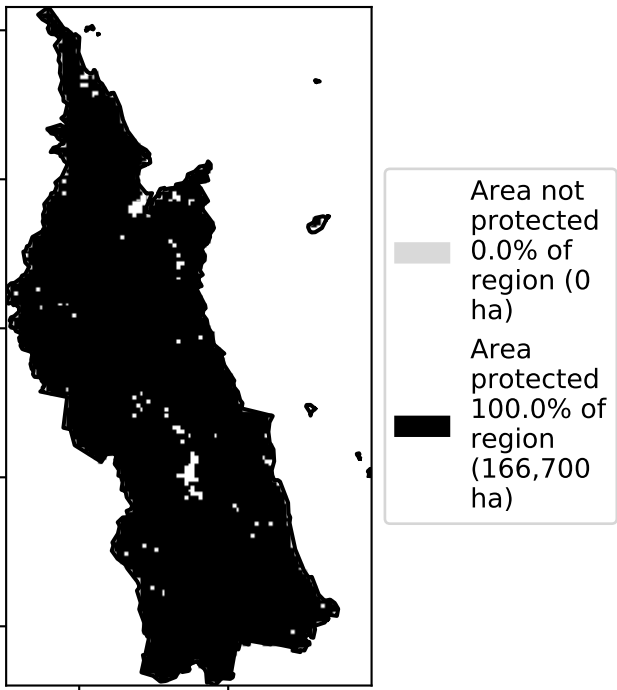 Area not
protected
0.0% of
region (0
ha)
Area
protected
100.0% of
region
(166,700
ha)